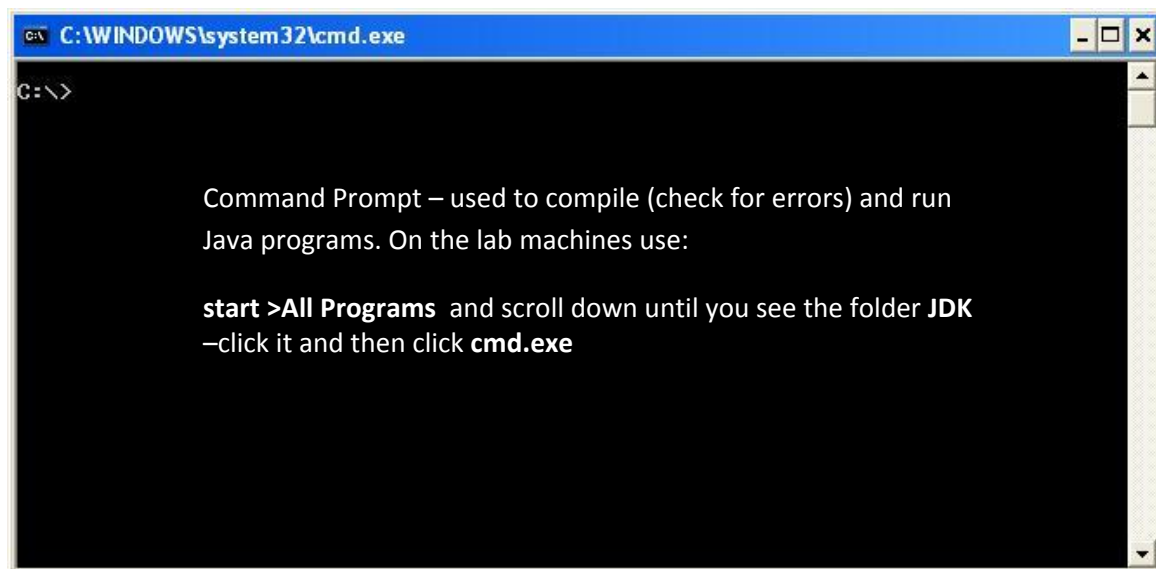 C:\WINDOWS\system32\cmd.exe
C:\>
Command Prompt – used to compile (check for errors) and run
Java programs. On the lab machines use:
start >All Programs  and scroll down until you see the folder JDK
–click it and then click cmd.exe